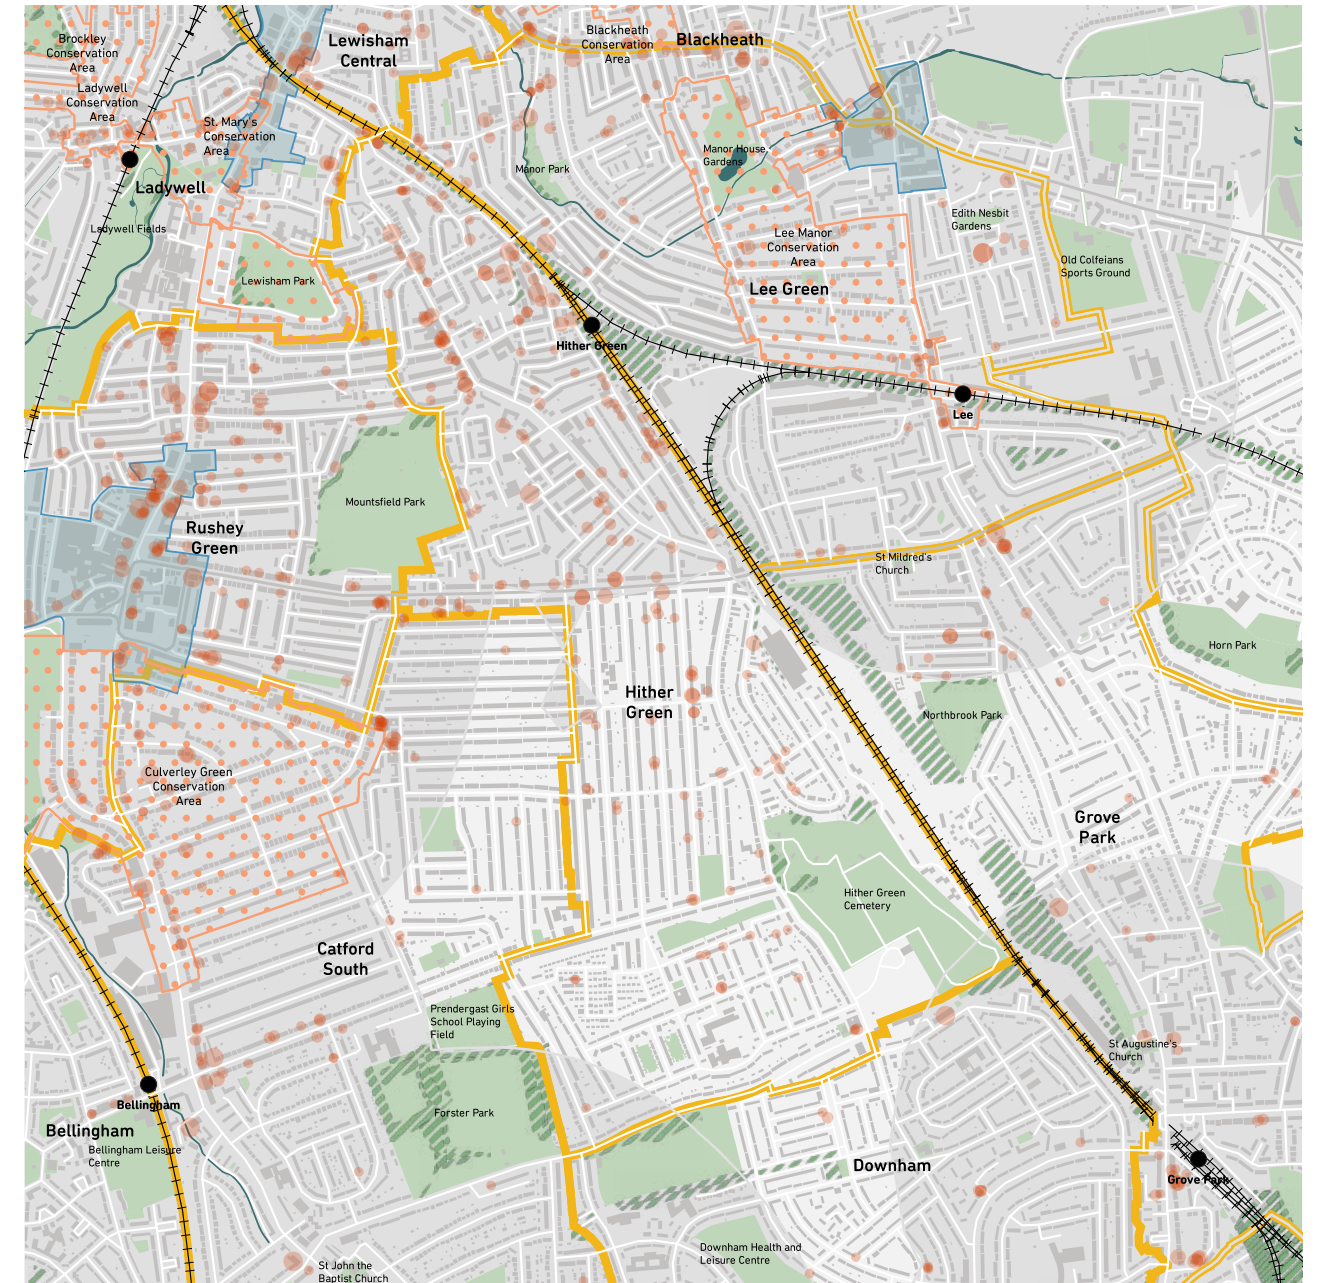 Brockley
Conservation
Area
Lewisham
Central
Blackheath
Conservation
Area
Blackheath
Ladywell
Conservation
Area
St. Mary's
Conservation
Area
Manor House
Gardens
Manor Park
Ladywell
Ladywell Fields
Edith Nesbit
Gardens
Lee Manor
Conservation
Area
Old Colfeians
Sports Ground
Lewisham Park
Lee Green
Hither Green
Lee
Mountsfield Park
Rushey
Green
St Mildred's
Church
Horn Park
Hither
Green
Northbrook Park
Culverley Green
Conservation
Area
Grove
Park
Hither Green
Cemetery
Catford
South
Prendergast Girls
School Playing
Field
St Augustine's
Church
Bellingham
Forster Park
Bellingham
Bellingham Leisure
Centre
Downham
Grove Park
Downham Health and
Leisure Centre
St John the
Baptist Church